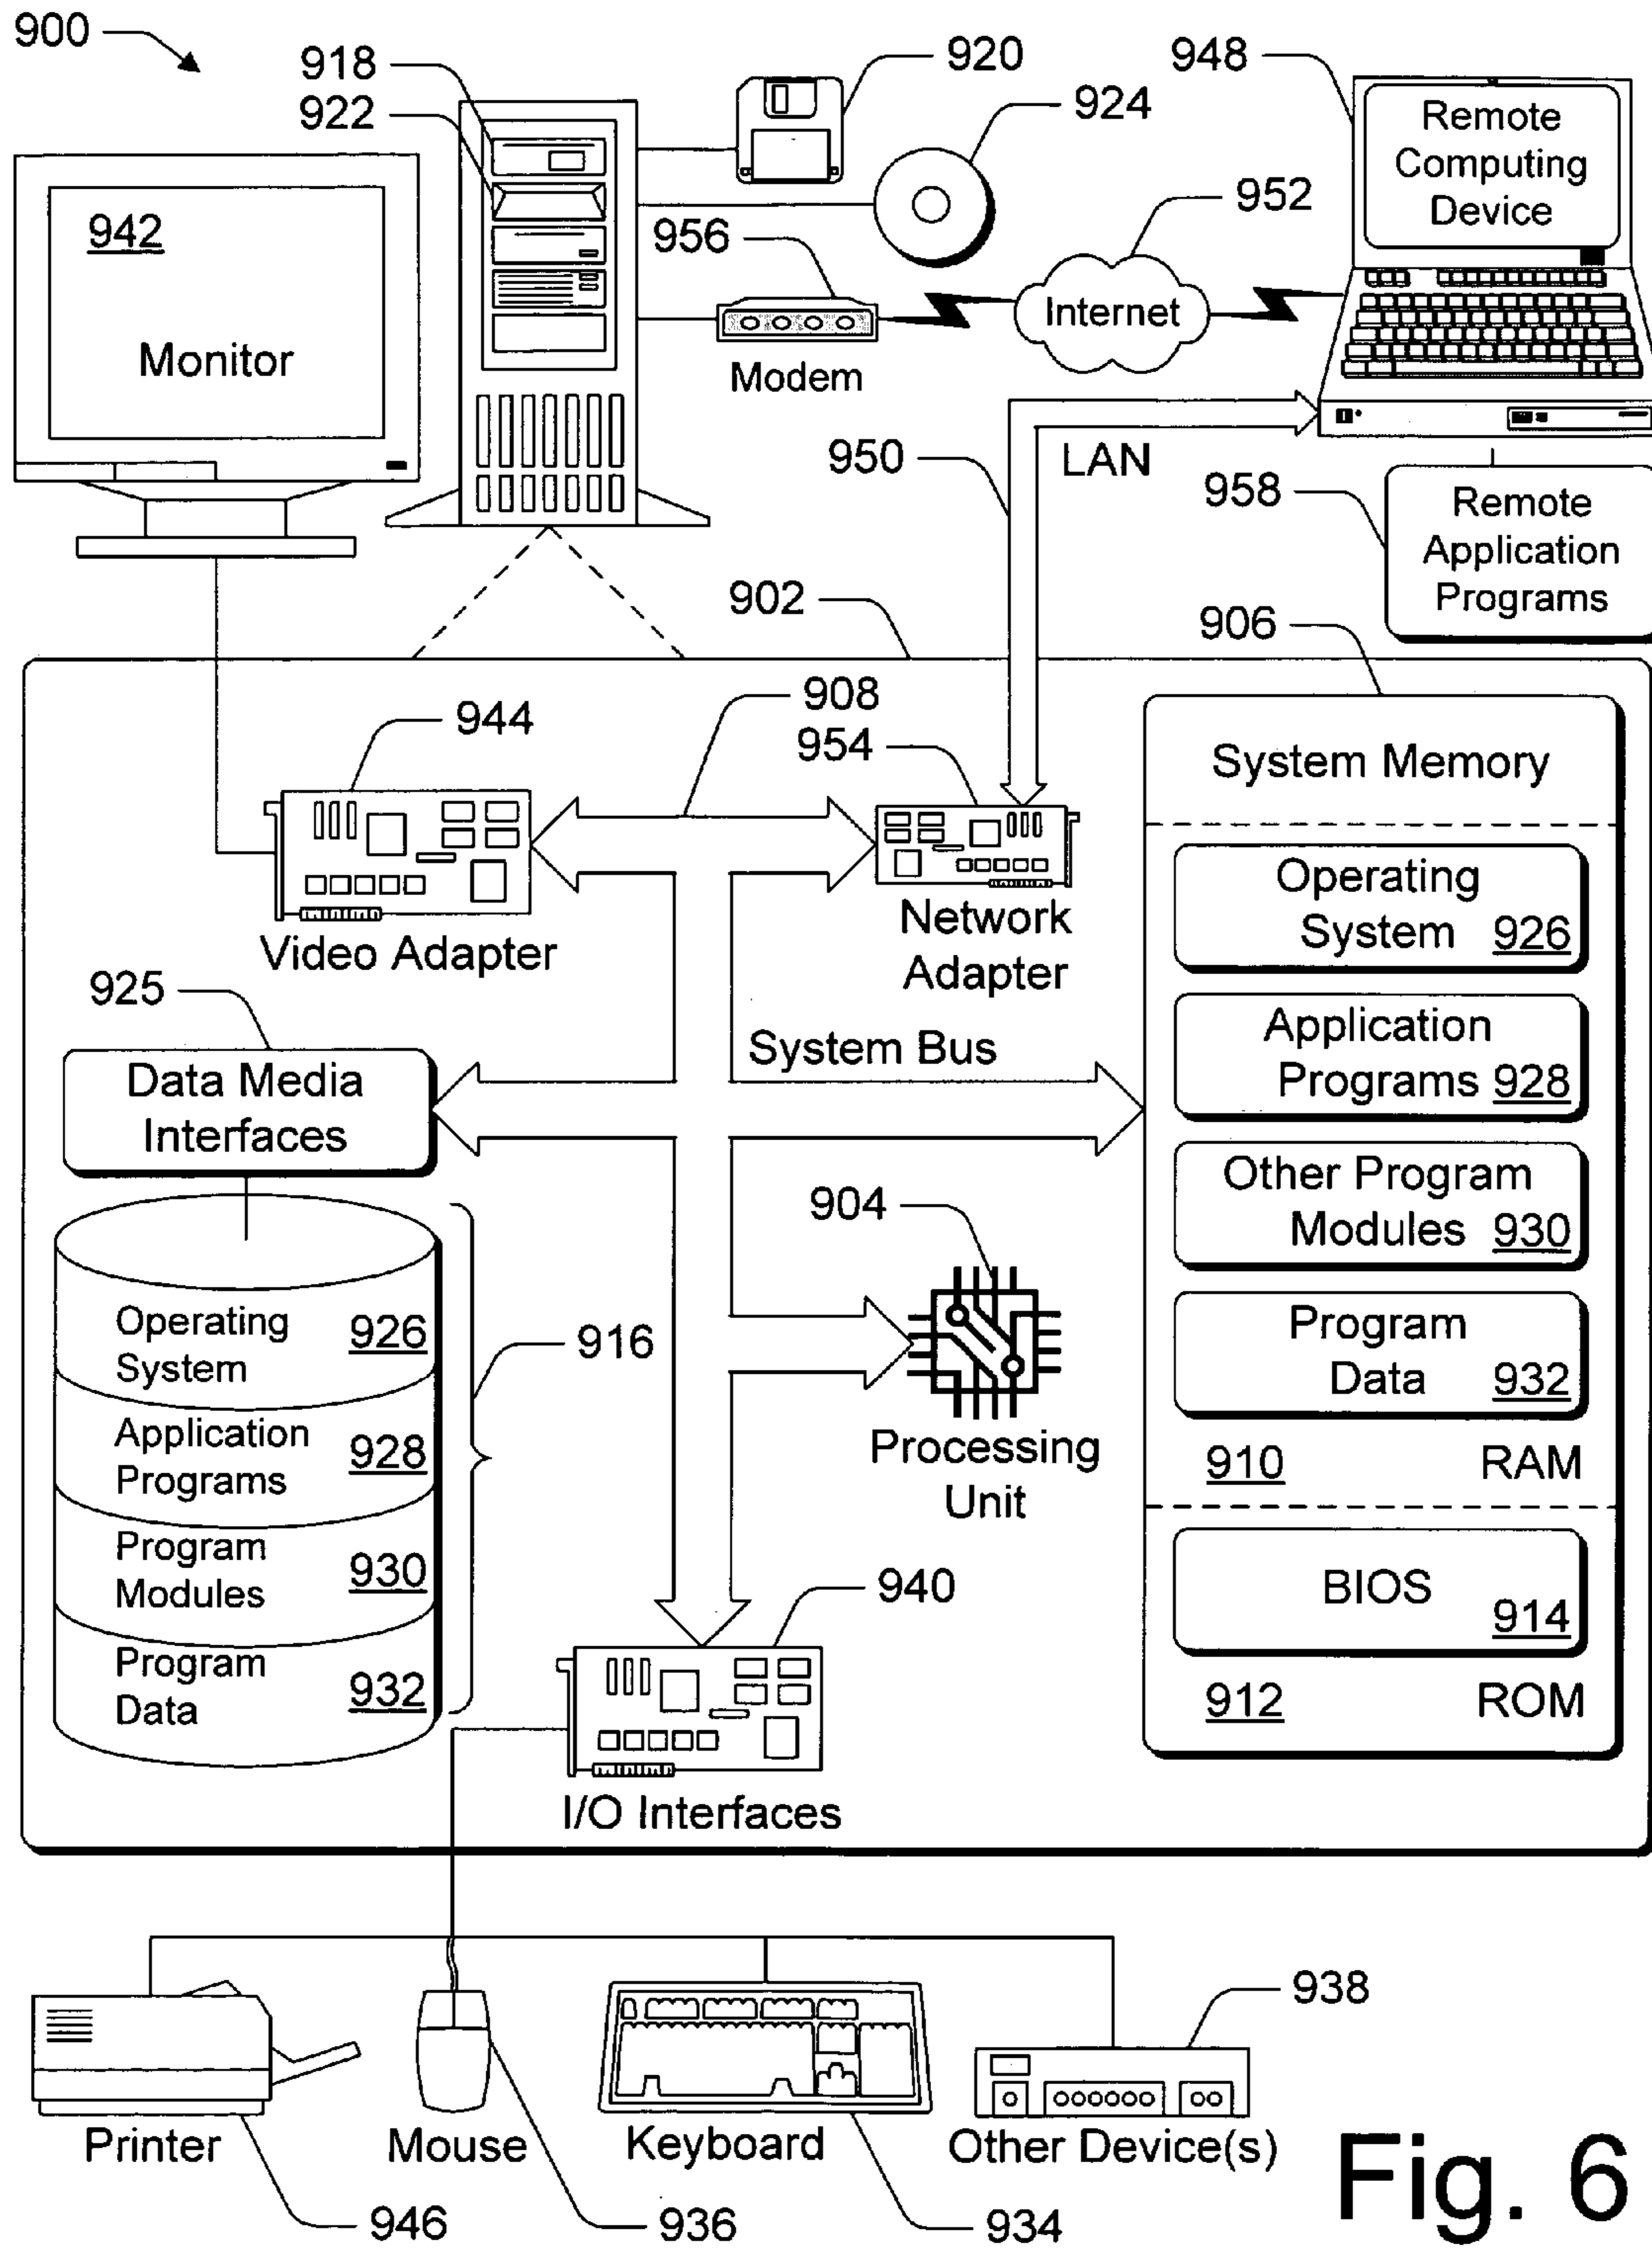 900
918
922
920
924
948
Remote
Computing
Device
942
Monitor
956
952
Internet
Modem
950
LAN
958
Remote
Application
Programs
902
906
908
944
954
System Memory
Video Adapter
Network
Adapter
Operating
System 926
925
Data Media
Interfaces
System Bus
Application
Programs 928
Other Program
Modules 930
904
Processing
Unit
Program
Data 932
910 RAM
Operating
System 926
916
Application
Programs 928
Program
Modules 930
Program
Data 932
BIOS
914
912 ROM
940
I/O Interfaces
938
Printer
Mouse
Keyboard
Other Device(s)
946
936
934
Fig. 6